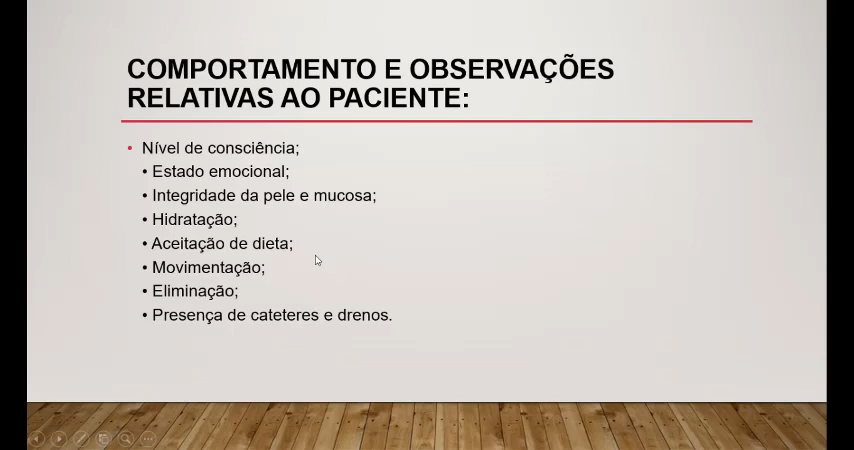 COMPORTAMENTO E OBSERVAÇÕES
RELATIVAS AO PACIENTE:
• Nível de consciência;
• Estado emocional;
• Integridade da pele e mucosa;
• Hidratação;
• Aceitação de dieta;
• Movimentação;
• Eliminação;
• Presença de cateteres e drenos.